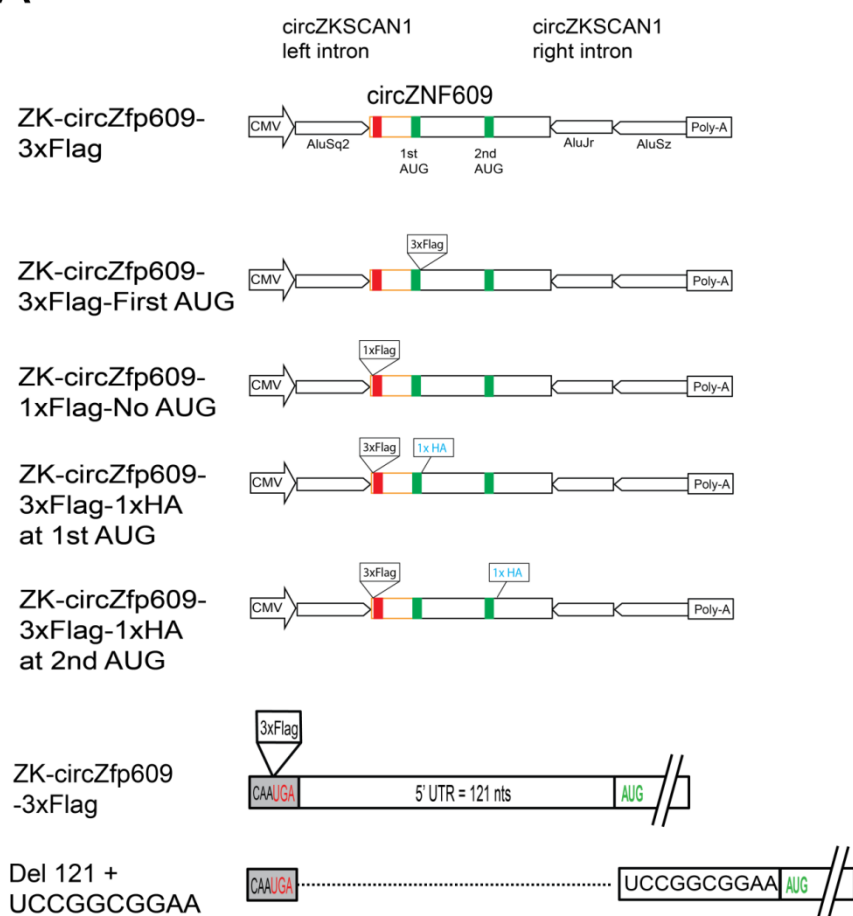 circZKSCAN1 circZKSCAN1
left intron right intron
circZNF609
ZK-circZfp609-
3xFlag
CMV Poly-A
AluSq2 AluJr AluSz
1st 2nd
AUG AUG
3xFlag
ZK-circZfp609-
3xFlag-First AUG
CMV Poly-A
1xFlag
ZK-circZfp609-
1xFlag-No AUG
CMV Poly-A
3xFlag 1x HA
ZK-circZfp609-
3xFlag-1xHA
at 1st AUG
CMV Poly-A
3xFlag 1x HA
ZK-circZfp609-
3xFlag-1xHA
at 2nd AUG
CMV Poly-A
3xFlag
ZK-circZfp609
-3xFlag
CAAUGA 5' UTR = 121 nts AUG
Del 121 +
UCCGGCGGAA
CAAUGA UCCGGCGGAA AUG